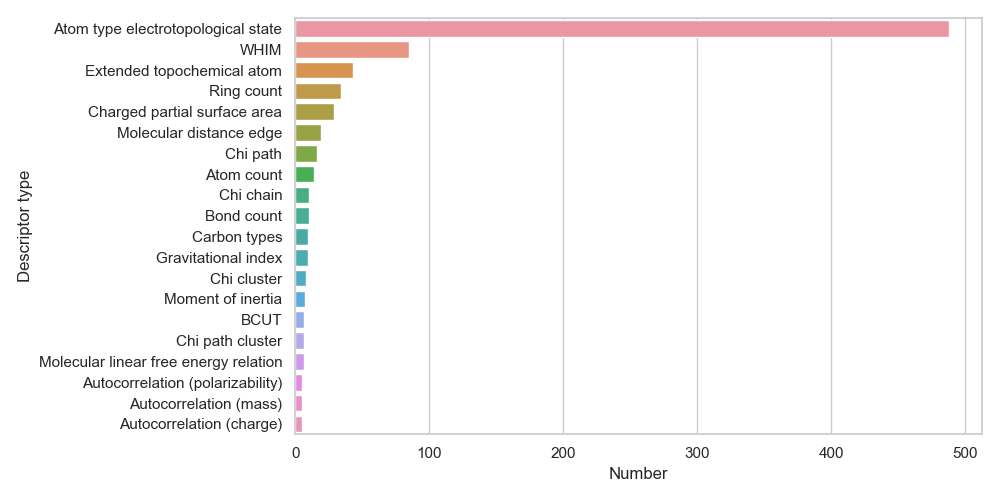 Atom type electrotopological state
WHIM
Extended topochemical atom
Ring count
Charged partial surface area
Molecular distance edge
Chi path
Atom count
Chi chain
Bond count
Carbon types
Gravitational index
Chi cluster
Moment of inertia
BCUT
Chi path cluster
Molecular linear free energy relation
Autocorrelation (polarizability)
Autocorrelation (mass)
Autocorrelation (charge)
Descriptor type
0 100 200 300 400 500
Number